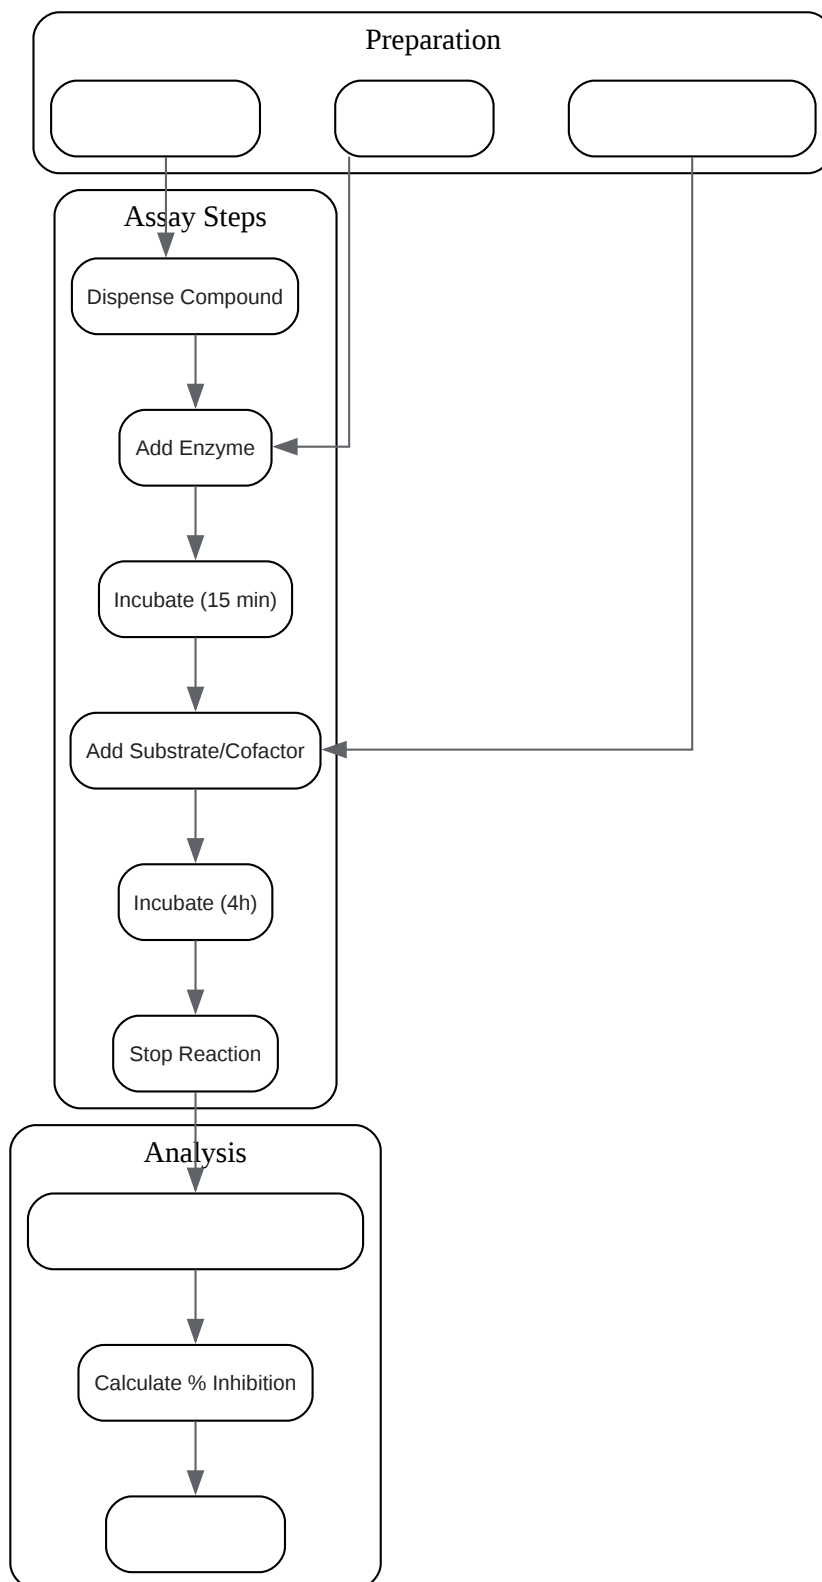 Preparation
Assay Steps
Dispense Compound
Add Enzyme
Incubate (15 min)
Add Substrate/Cofactor
Incubate (4h)
Stop Reaction
Analysis
Calculate % Inhibition